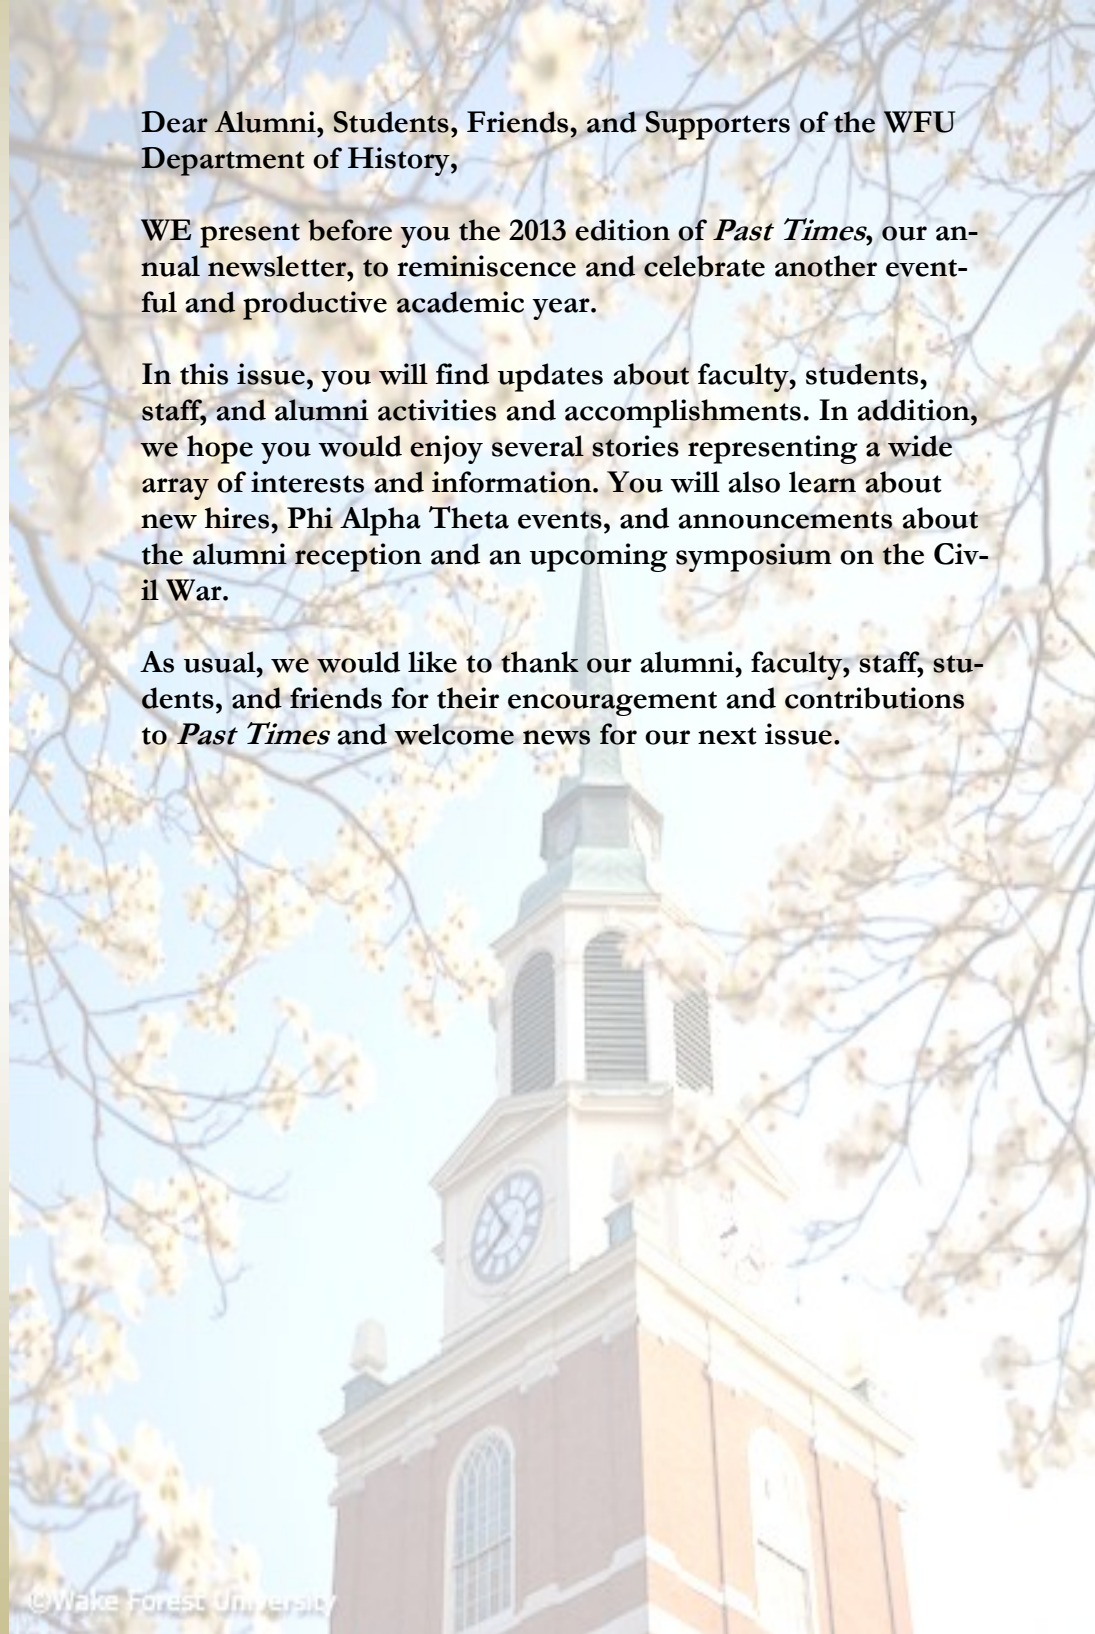 Dear Alumni, Students, Friends, and Supporters of the WFU
Department of History,
WE present before you the 2013 edition of Past Times, our an-
nual newsletter, to reminiscence and celebrate another event-
ful and productive academic year.
In this issue, you will find updates about faculty, students,
staff, and alumni activities and accomplishments. In addition,
we hope you would enjoy several stories representing a wide
array of interests and information. You will also learn about
new hires, Phi Alpha Theta events, and announcements about
the alumni reception and an upcoming symposium on the Civ-
il War.
As usual, we would like to thank our alumni, faculty, staff, stu-
dents, and friends for their encouragement and contributions
to Past Times and welcome news for our next issue.
©Wake Forest University